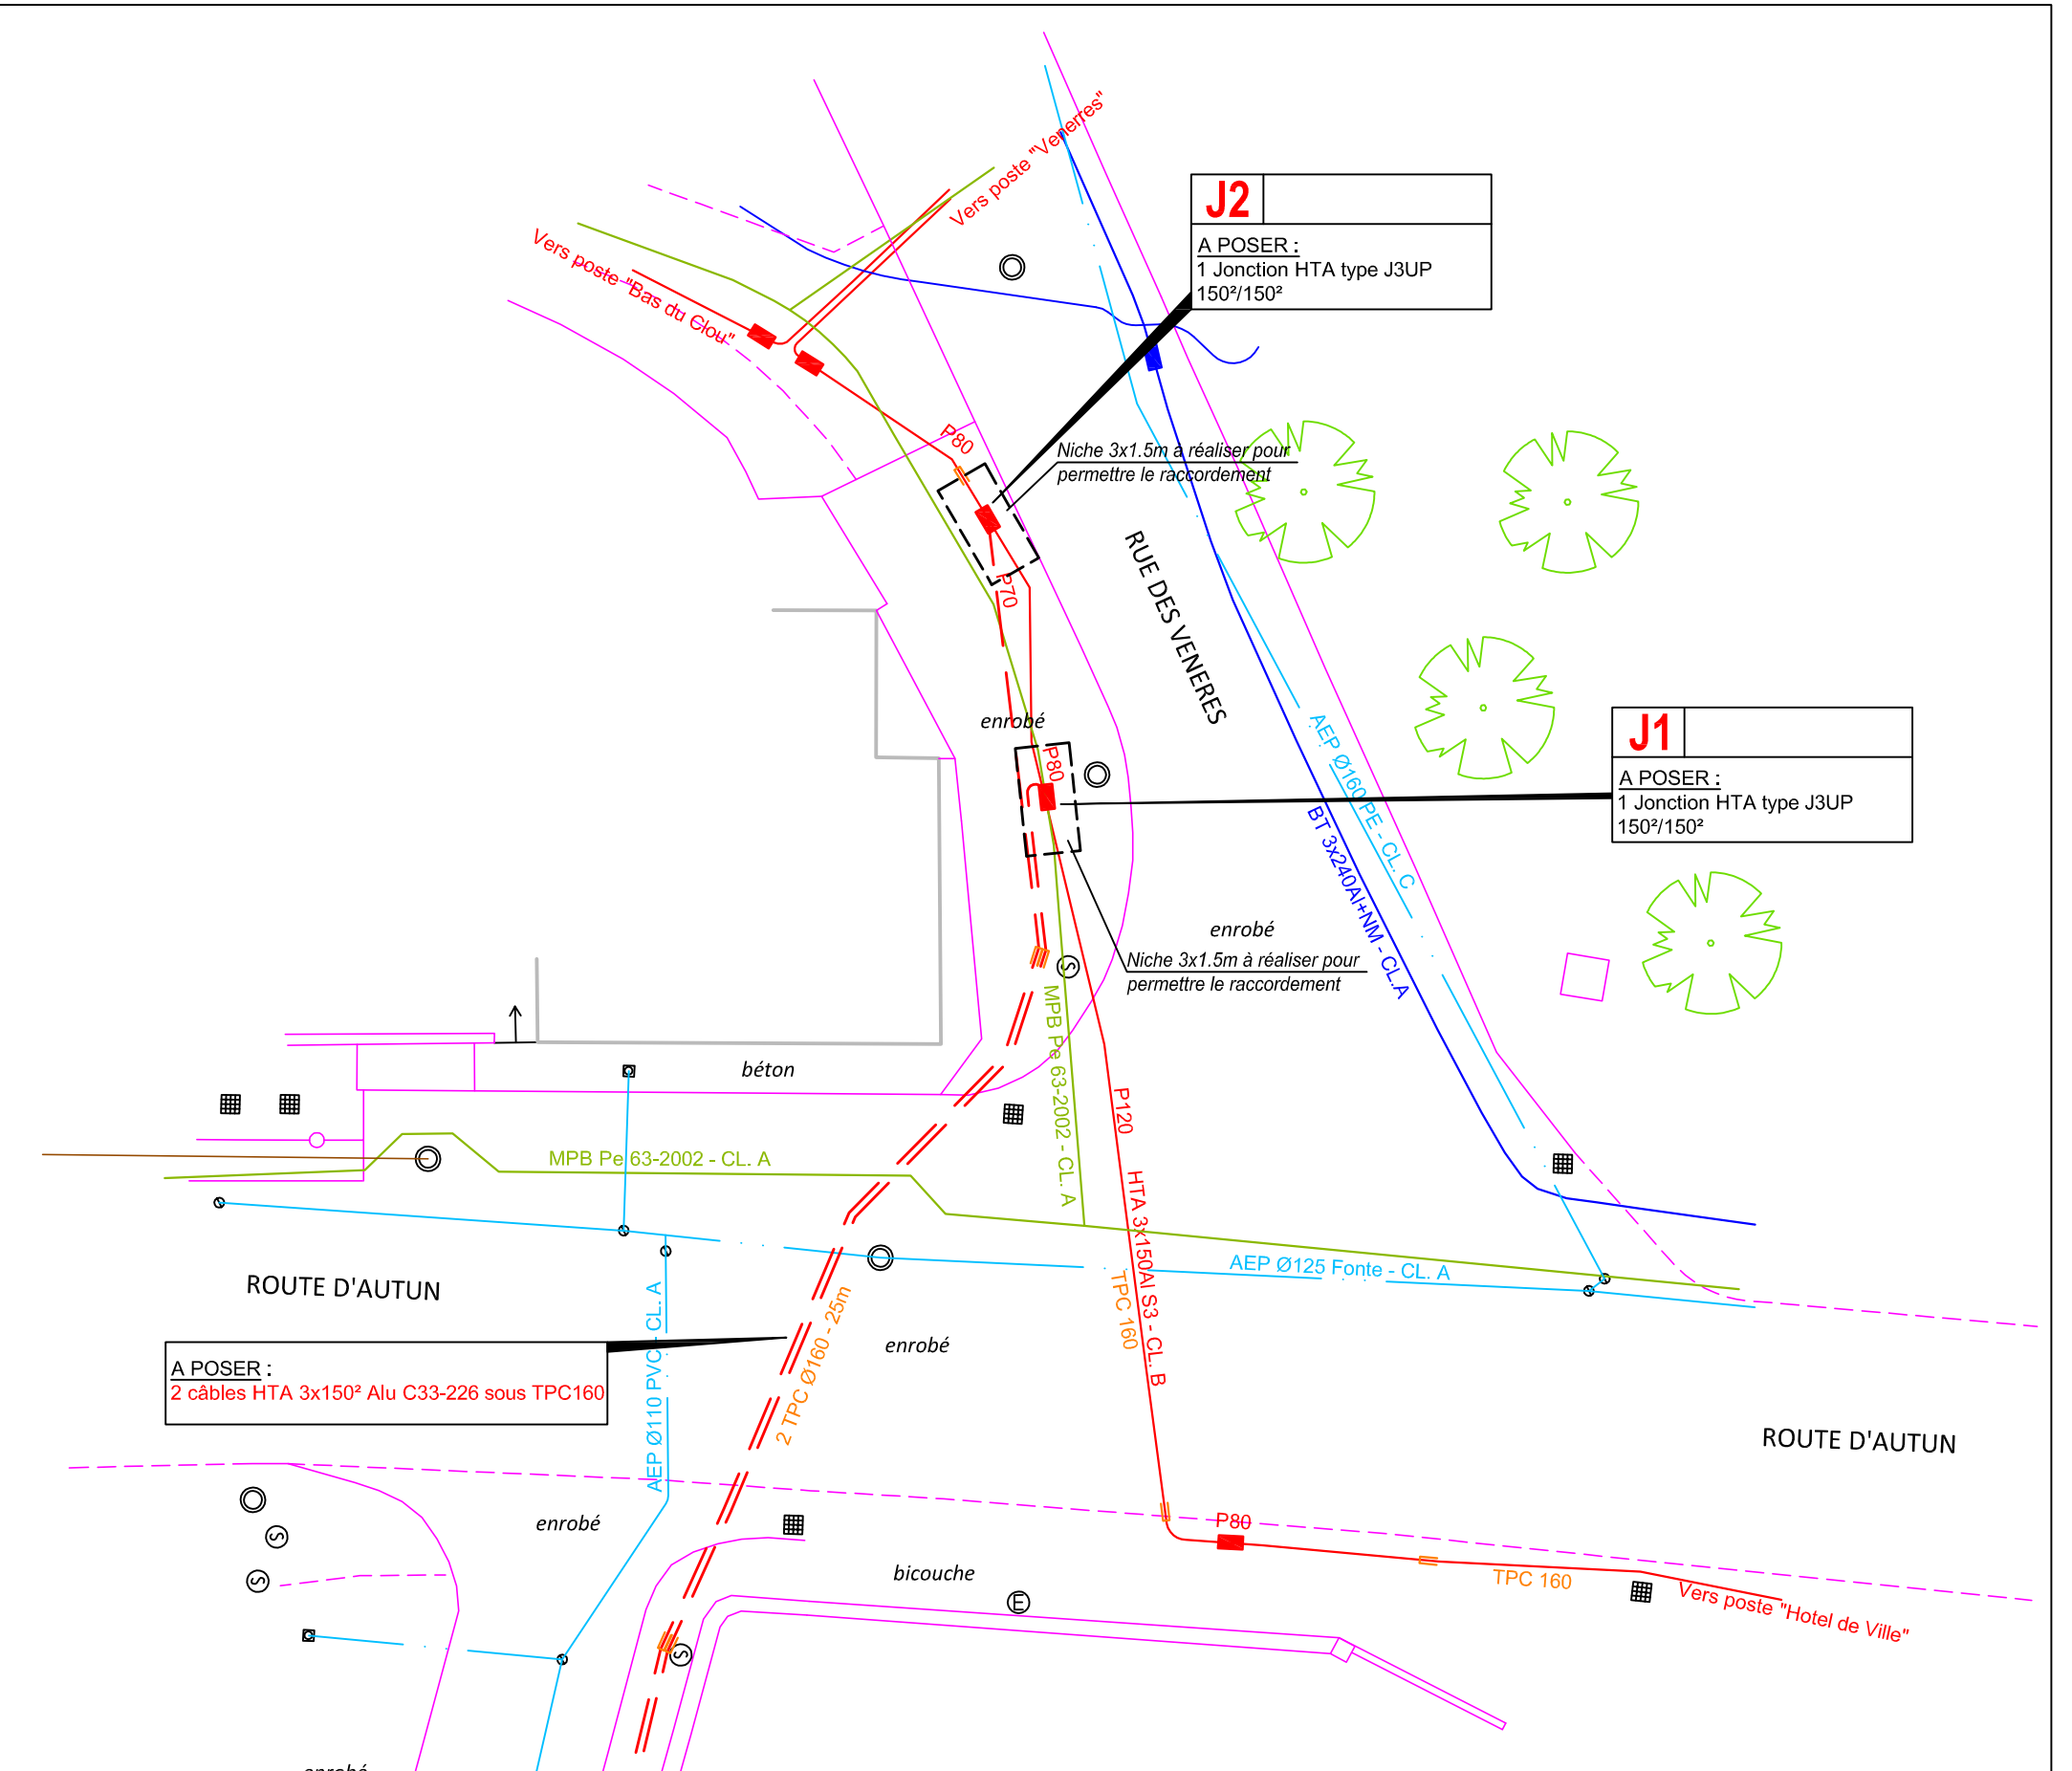 Vers poste "Venerres"
J2
A POSER :
1 Jonction HTA type J3UP
150²/150²
Vers poste "Bas du Clou"
P80
Niche 3x1.5m à réaliser pour
permettre le raccordement
P70
RUE DES VENERES
enrobé
P80
J1
A POSER :
1 Jonction HTA type J3UP
150²/150²
AEP Ø160 PE - CL. C
BT 3x240Al+NM - CL.A
enrobé
Niche 3x1.5m à réaliser pour
permettre le raccordement
S
MPB Pe 63-2002 - CL. A
béton
P120
MPB Pe 63-2002 - CL. A
HTA 3x150Al S3 - CL. B
TPC 160
AEP Ø125 Fonte - CL. A
ROUTE D'AUTUN
AEP Ø110 PVC - CL. A
2 TPC Ø160 - 25m
enrobé
A POSER :
2 câbles HTA 3x150² Alu C33-226 sous TPC160
ROUTE D'AUTUN
enrobé
P80
S
S
bicouche
TPC 160
E
Vers poste "Hotel de Ville"
S
enrobé